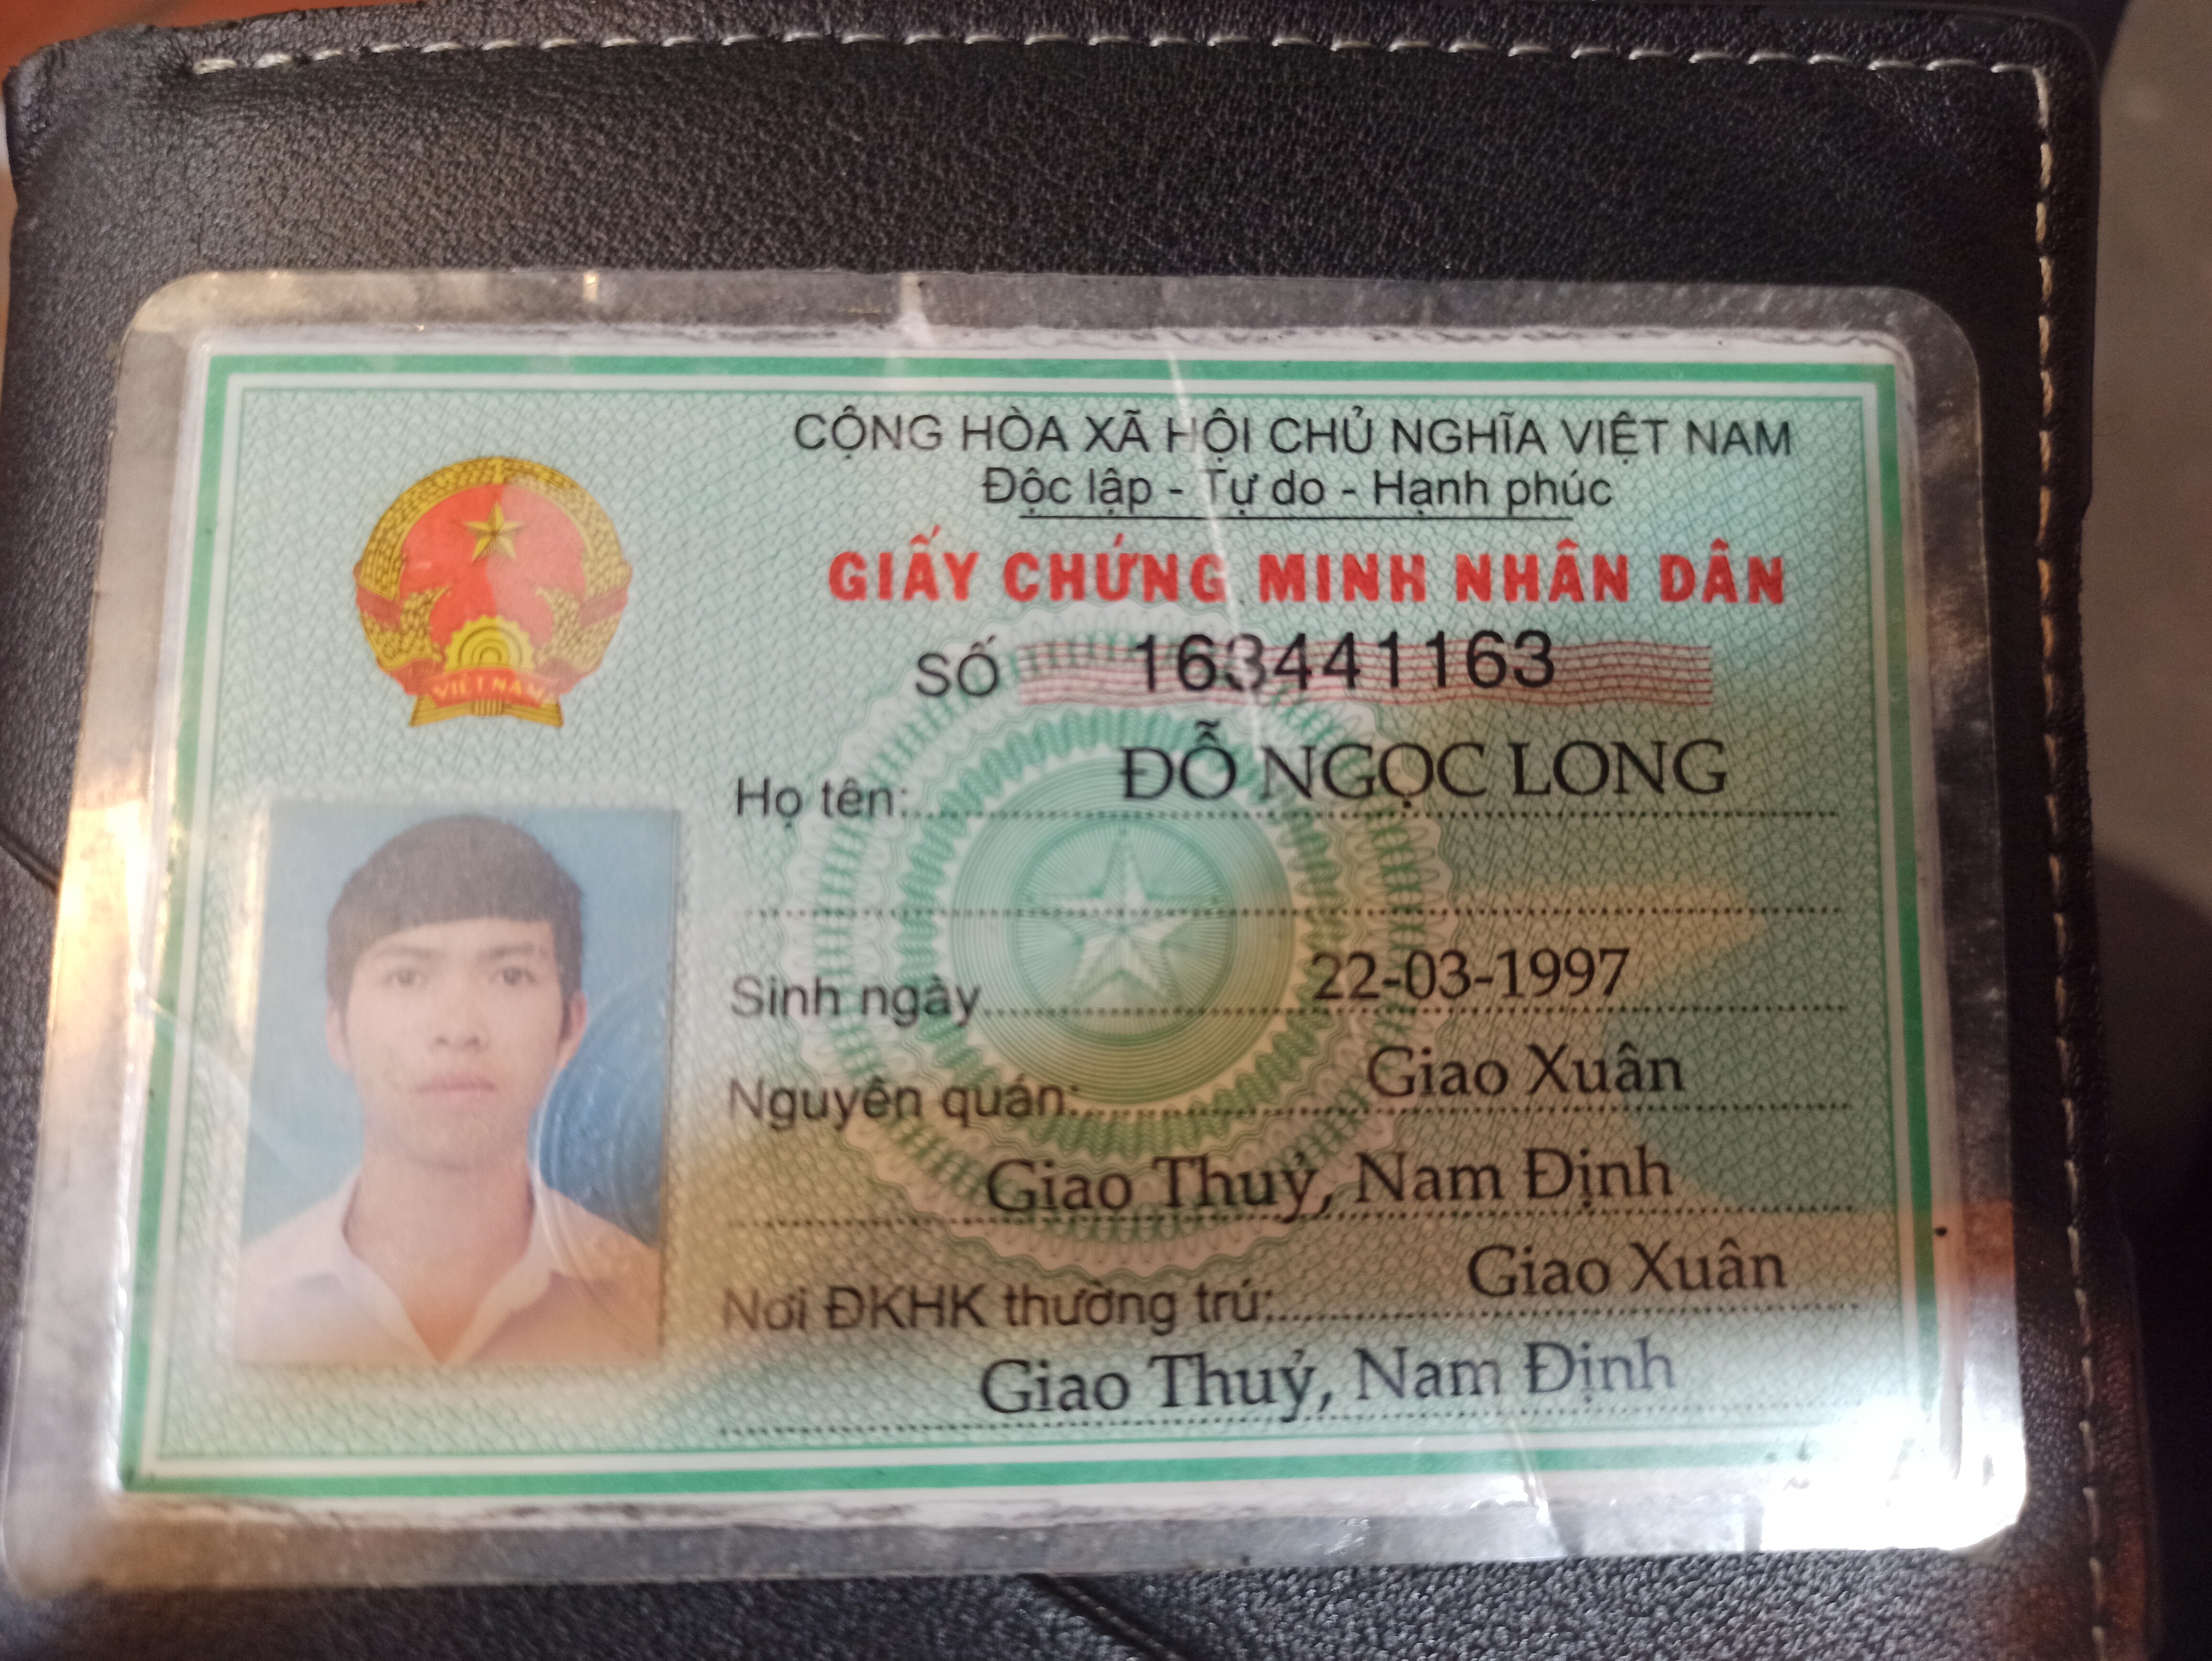 CỘNG HÒA XÃ HỘI CHỦ NGHĨA VIỆT NAM
Độc lập - Tự do - Hạnh phúc
GIẤY CHỨNG MINH NHÂN DÂN
SỐ 163441163
VIỆT NAM
Họ tên: ĐỖ NGỌC LONG
Sinh ngày 22-03-1997
Nguyên quán: Giao Xuân
Giao Thuỷ, Nam Định
Nơi ĐKHK thường trú: Giao Xuân
Giao Thuỷ, Nam Định